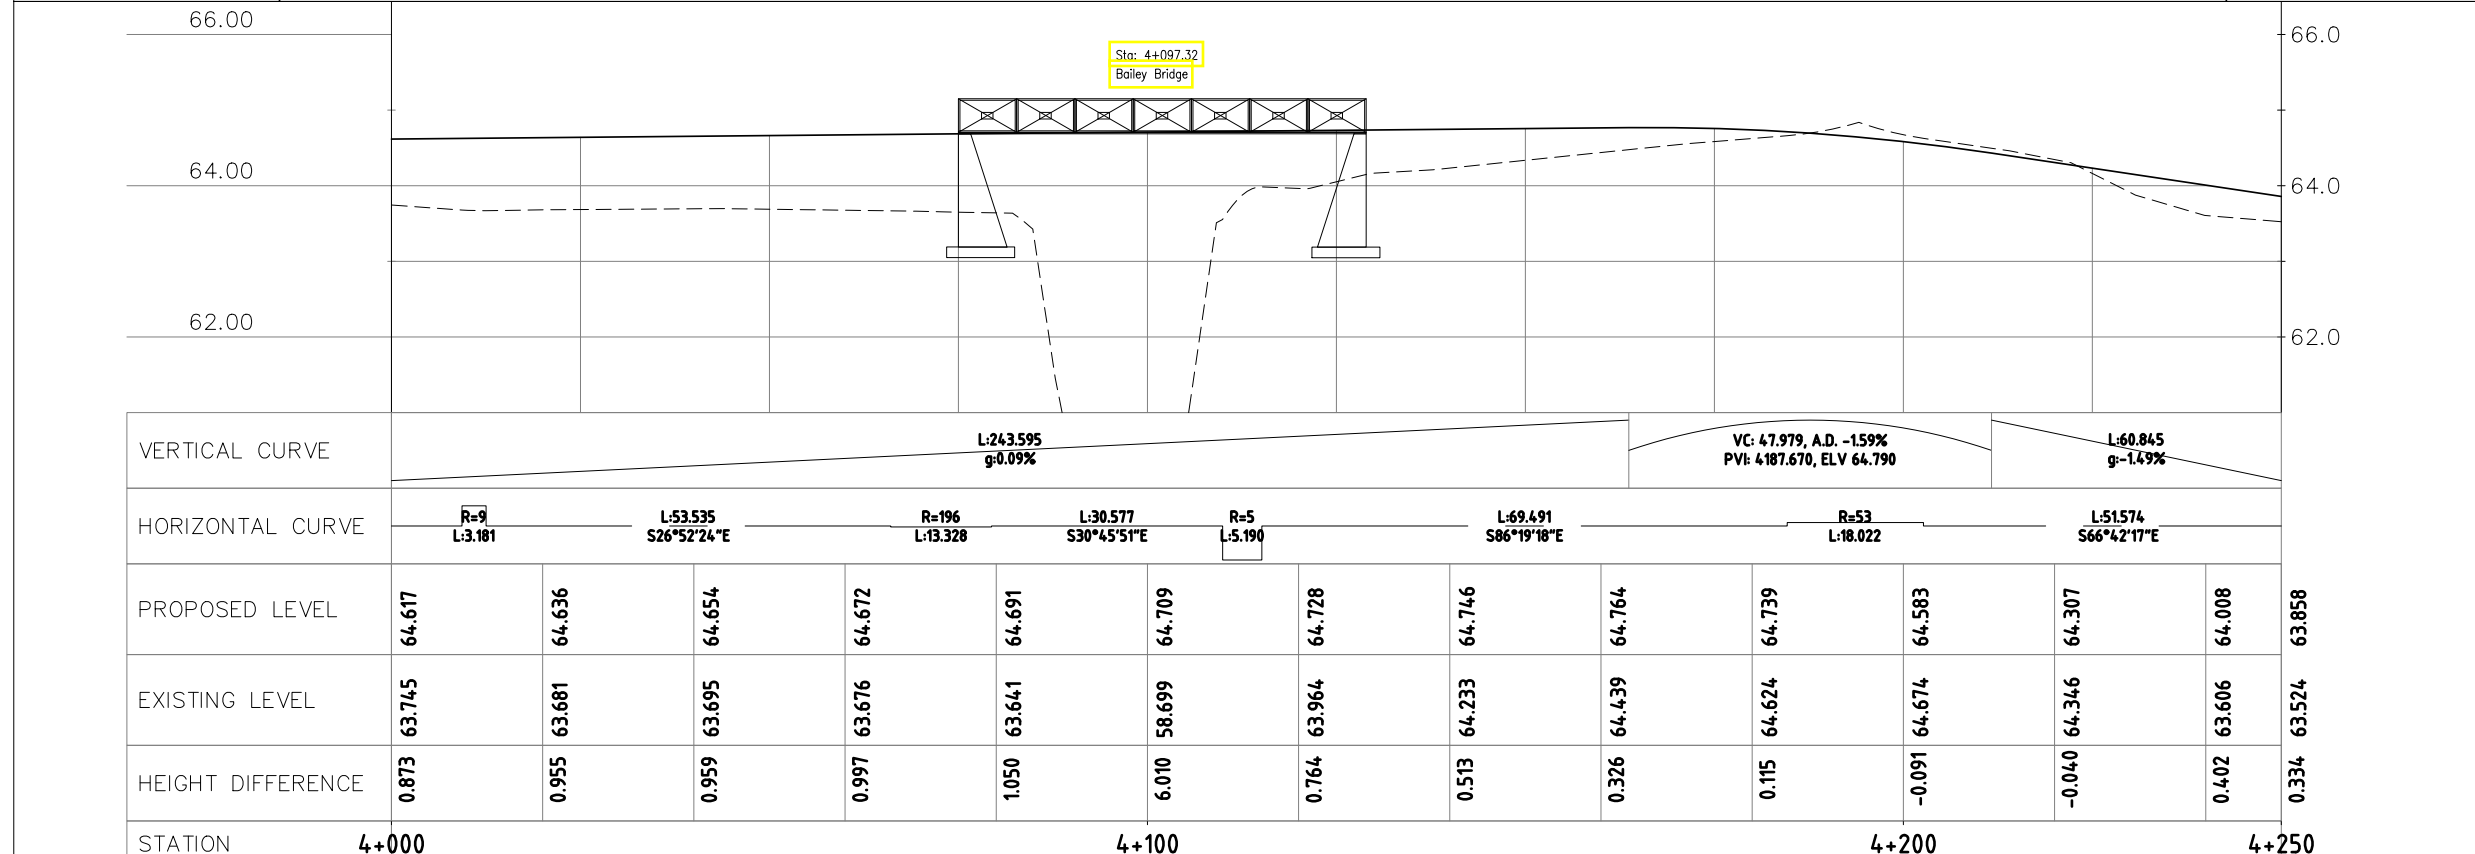 66.00
66.0
Sta: 4+097.32
Bailey Bridge
64.00
64.0
62.00
62.0
VERTICAL CURVE
L:243.595
g:0.09%
VC: 47.979, A.D. -1.59%
PVI: 4187.670, ELV 64.790
L:60.845
g:-1.49%
HORIZONTAL CURVE
R=9
L:3.181
L:53.535
S26°52'24"E
R=196
L:13.328
L:30.577
S30°45'51"E
R=5
L:5.190
L:69.491
S86°19'18"E
R=53
L:18.022
L:51.574
S66°42'17"E
PROPOSED LEVEL 64.617 64.636 64.654 64.672 64.691 64.709 64.728 64.746 64.764 64.739 64.583 64.307 64.008 63.858
EXISTING LEVEL 63.745 63.681 63.695 63.676 63.641 58.699 63.964 64.233 64.439 64.624 64.674 64.346 63.606 63.524
HEIGHT DIFFERENCE 0.873 0.955 0.959 0.997 1.050 6.010 0.764 0.513 0.326 0.115 -0.091 -0.040 0.402 0.334
STATION 4+000 4+100 4+200 4+250